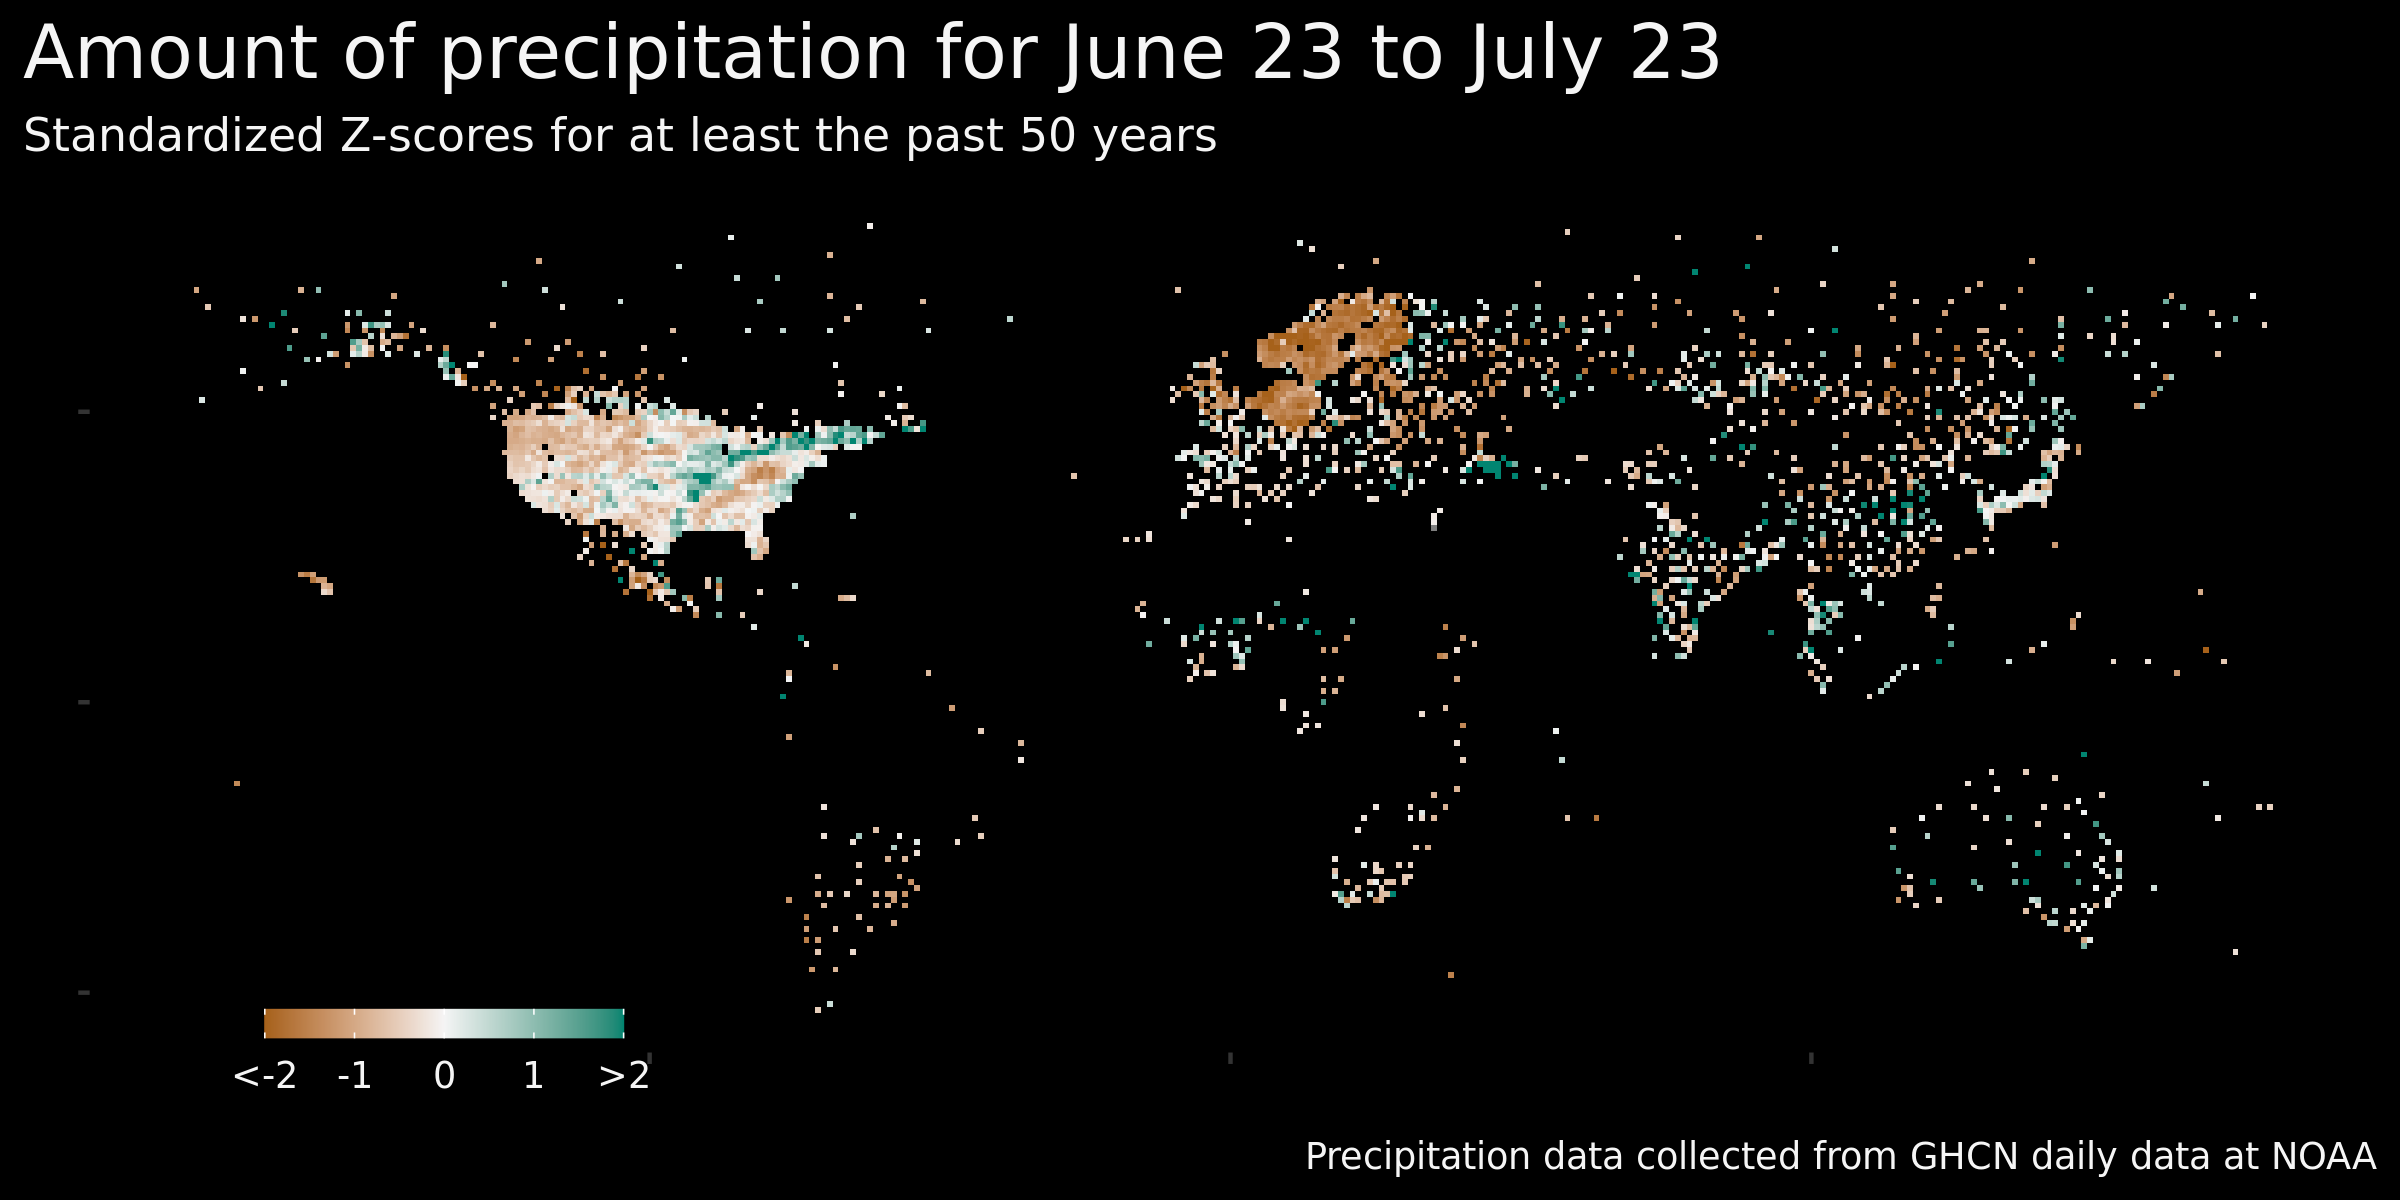 Amount of precipitation for June 23 to July 23
Standardized Z-scores for at least the past 50 years
<-2 -1 0 1 >2
Precipitation data collected from GHCN daily data at NOAA